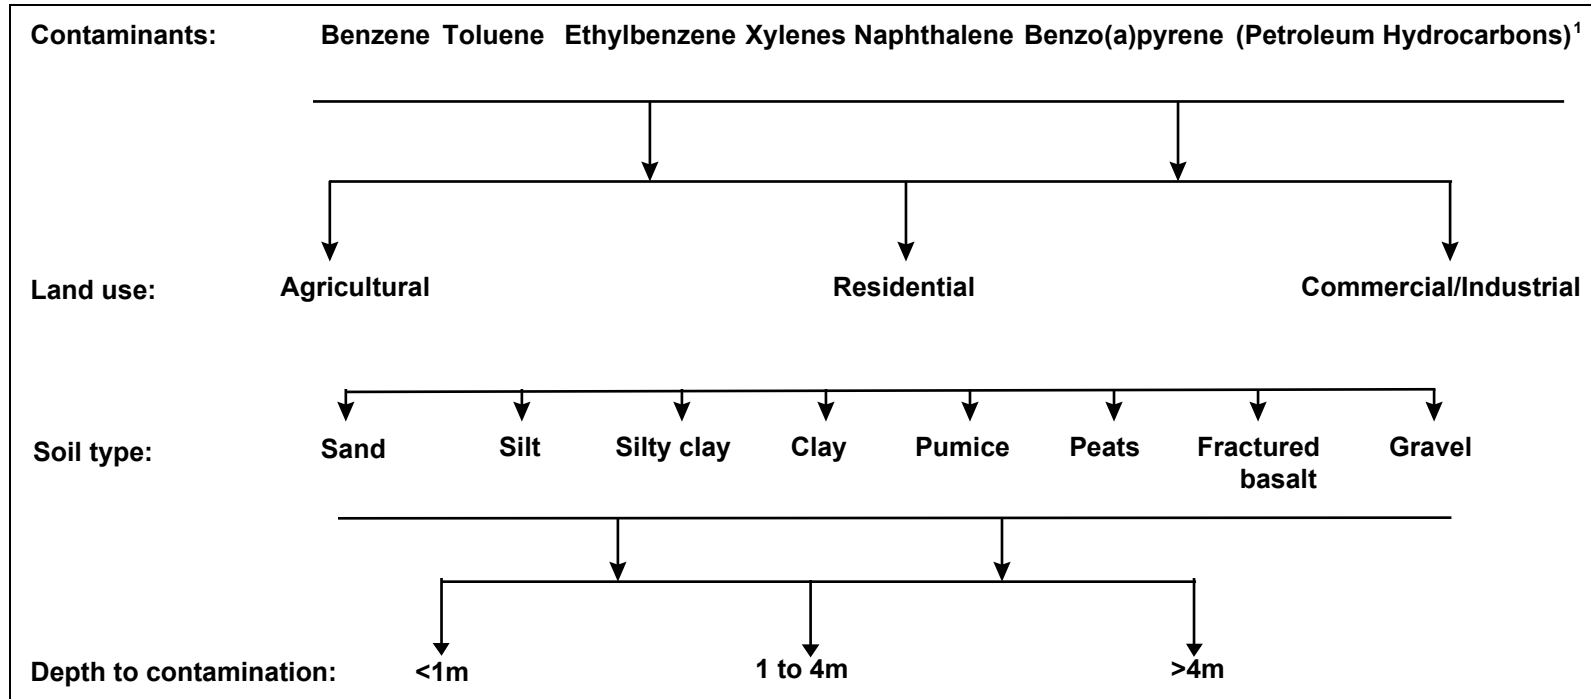 Contaminants: Benzene Toluene Ethylbenzene Xylenes Naphthalene Benzo(a)pyrene (Petroleum Hydrocarbons)¹
Land use: Agricultural Residential Commercial/Industrial
Soil type: Sand Silt Silty clay Clay Pumice Peats Fractured basalt Gravel
Depth to contamination: <1m 1 to 4m >4m